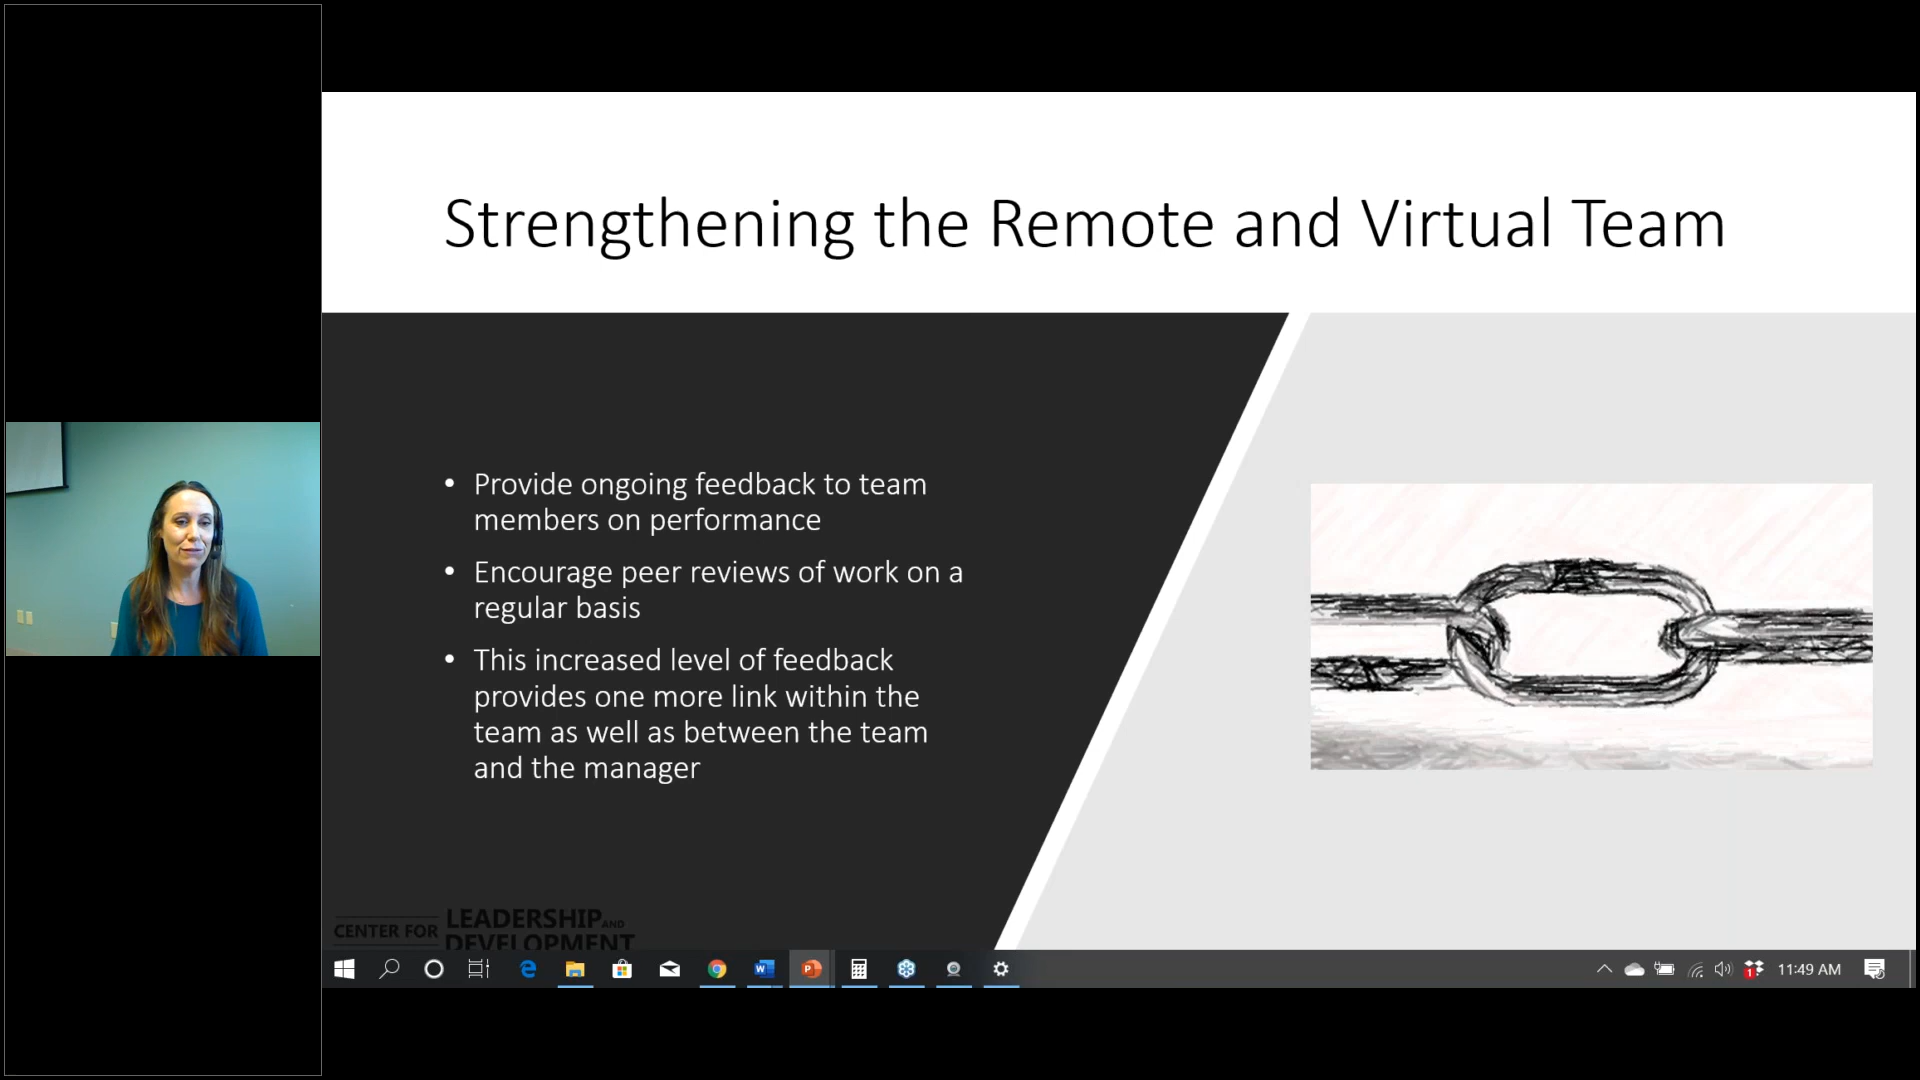 Strengthening the Remote and Virtual Team
• Provide ongoing feedback to team
members on performance
• Encourage peer reviews of work on a
regular basis
• This increased level of feedback
provides one more link within the
team as well as between the team
and the manager
CENTER FOR LEADERSHIP AND
DEVELOPMENT
11:49 AM